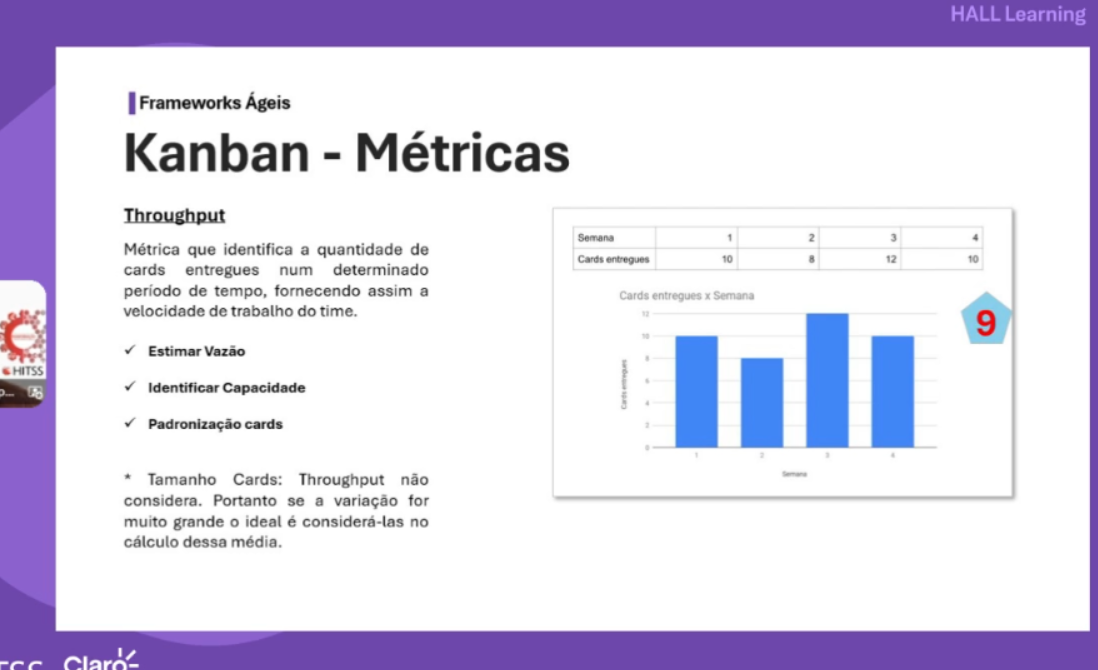 HALL Learning
Frameworks Ágeis
Kanban - Métricas
Throughput
Métrica que identifica a quantidade de
cards entregues num determinado
período de tempo, fornecendo assim a
velocidade de trabalho do time.
✓ Estimar Vazão
✓ Identificar Capacidade
✓ Padronização cards
* Tamanho Cards: Throughput não
considera. Portanto se a variação for
muito grande o ideal é considerá-las no
cálculo dessa média.
Semana 1 2 3 4
Cards entregues 10 8 12 10
Cards entregues x Semana
12
10
8
6
4
2
0
Cards entregues
1 2 3 4
Semana
9
HITSS
Claro